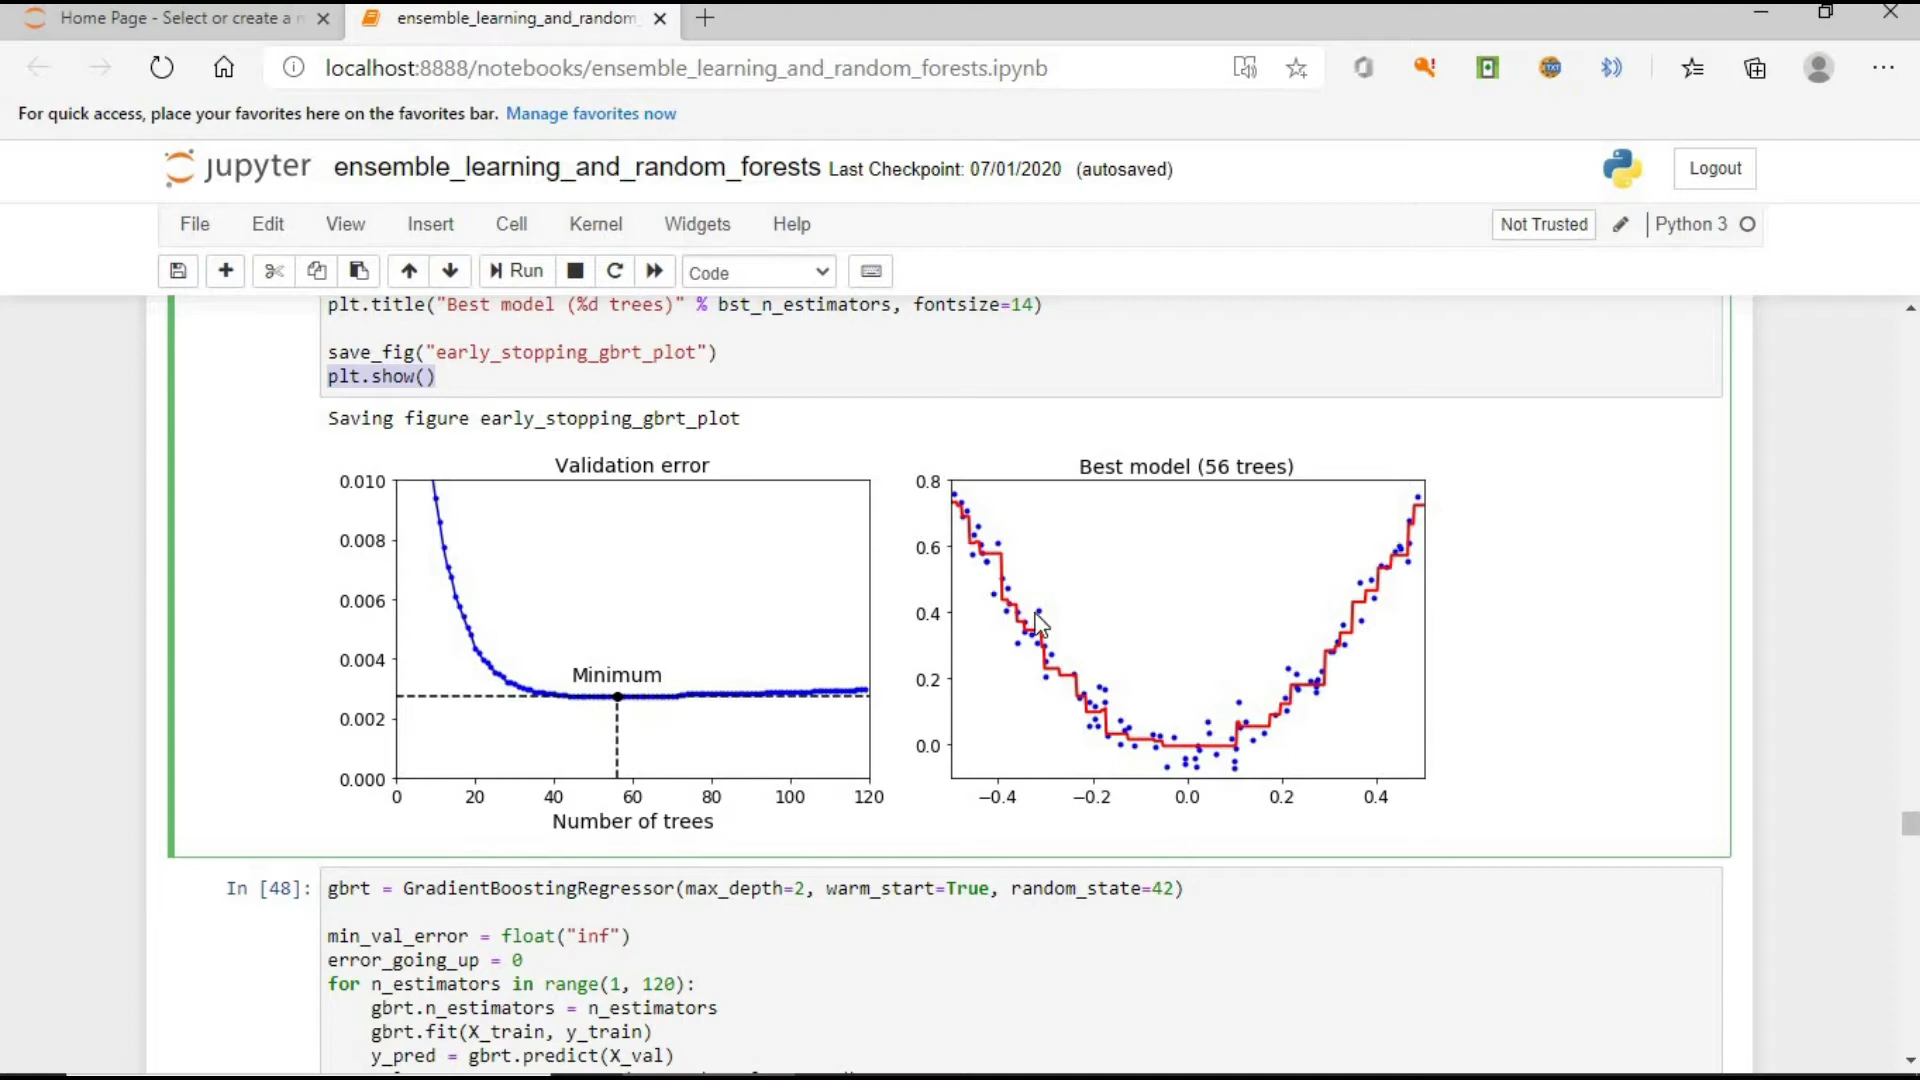 Home Page - Select or create a n
ensemble_learning_and_random
localhost:8888/notebooks/ensemble_learning_and_random_forests.ipynb
For quick access, place your favorites here on the favorites bar. Manage favorites now
jupyter ensemble_learning_and_random_forests Last Checkpoint: 07/01/2020 (autosaved)
Logout
File Edit View Insert Cell Kernel Widgets Help
Not Trusted
Python 3
Run
Code
plt.title("Best model (%d trees)" % bst_n_estimators, fontsize=14)
save_fig("early_stopping_gbrt_plot")
plt.show()
Saving figure early_stopping_gbrt_plot
Validation error
0.010
0.008
0.006
0.004
0.002
0.000
Minimum
0 20 40 60 80 100 120
Number of trees
Best model (56 trees)
0.8
0.6
0.4
0.2
0.0
−0.4 −0.2 0.0 0.2 0.4
In [48]:
gbrt = GradientBoostingRegressor(max_depth=2, warm_start=True, random_state=42)
min_val_error = float("inf")
error_going_up = 0
for n_estimators in range(1, 120):
    gbrt.n_estimators = n_estimators
    gbrt.fit(X_train, y_train)
    y_pred = gbrt.predict(X_val)